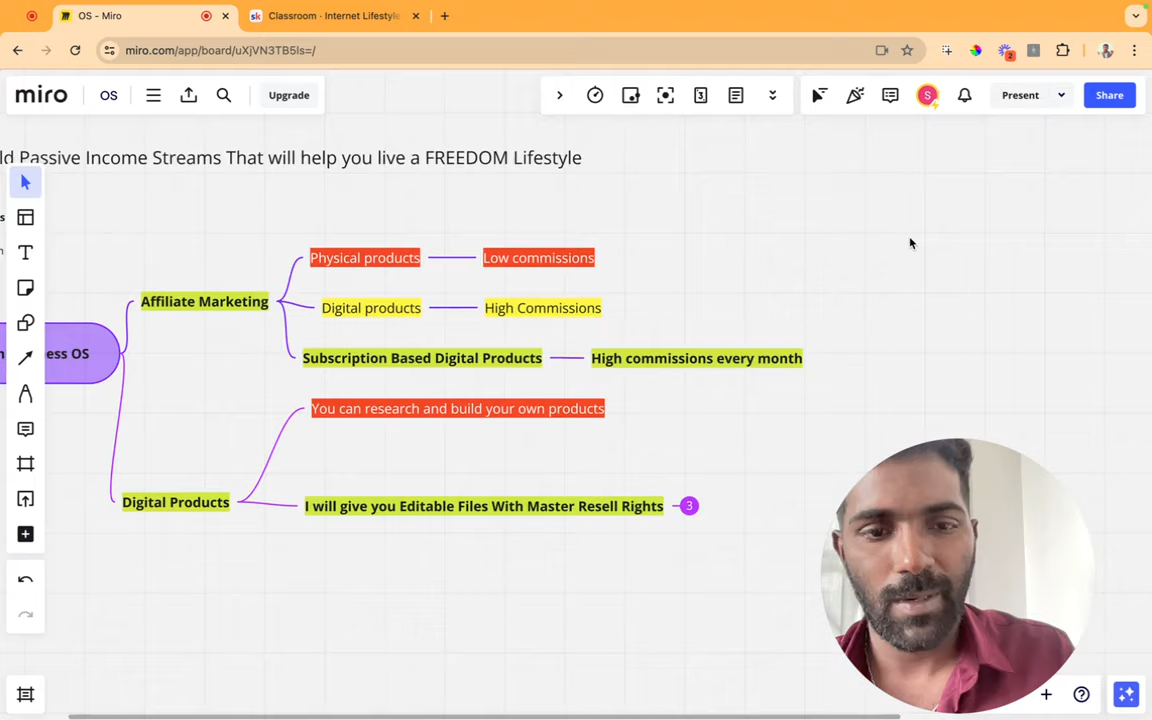 OS - Miro
Classroom · Internet Lifestyle
miro.com/app/board/uXjVN3TB5ls=/
2
miro
OS
Upgrade
3
S
Present
Share
ld Passive Income Streams That will help you live a FREEDOM Lifestyle
s
n
Physical products
Low commissions
Affiliate Marketing
Digital products
High Commissions
ess OS
Subscription Based Digital Products
High commissions every month
You can research and build your own products
Digital Products
I will give you Editable Files With Master Resell Rights
3